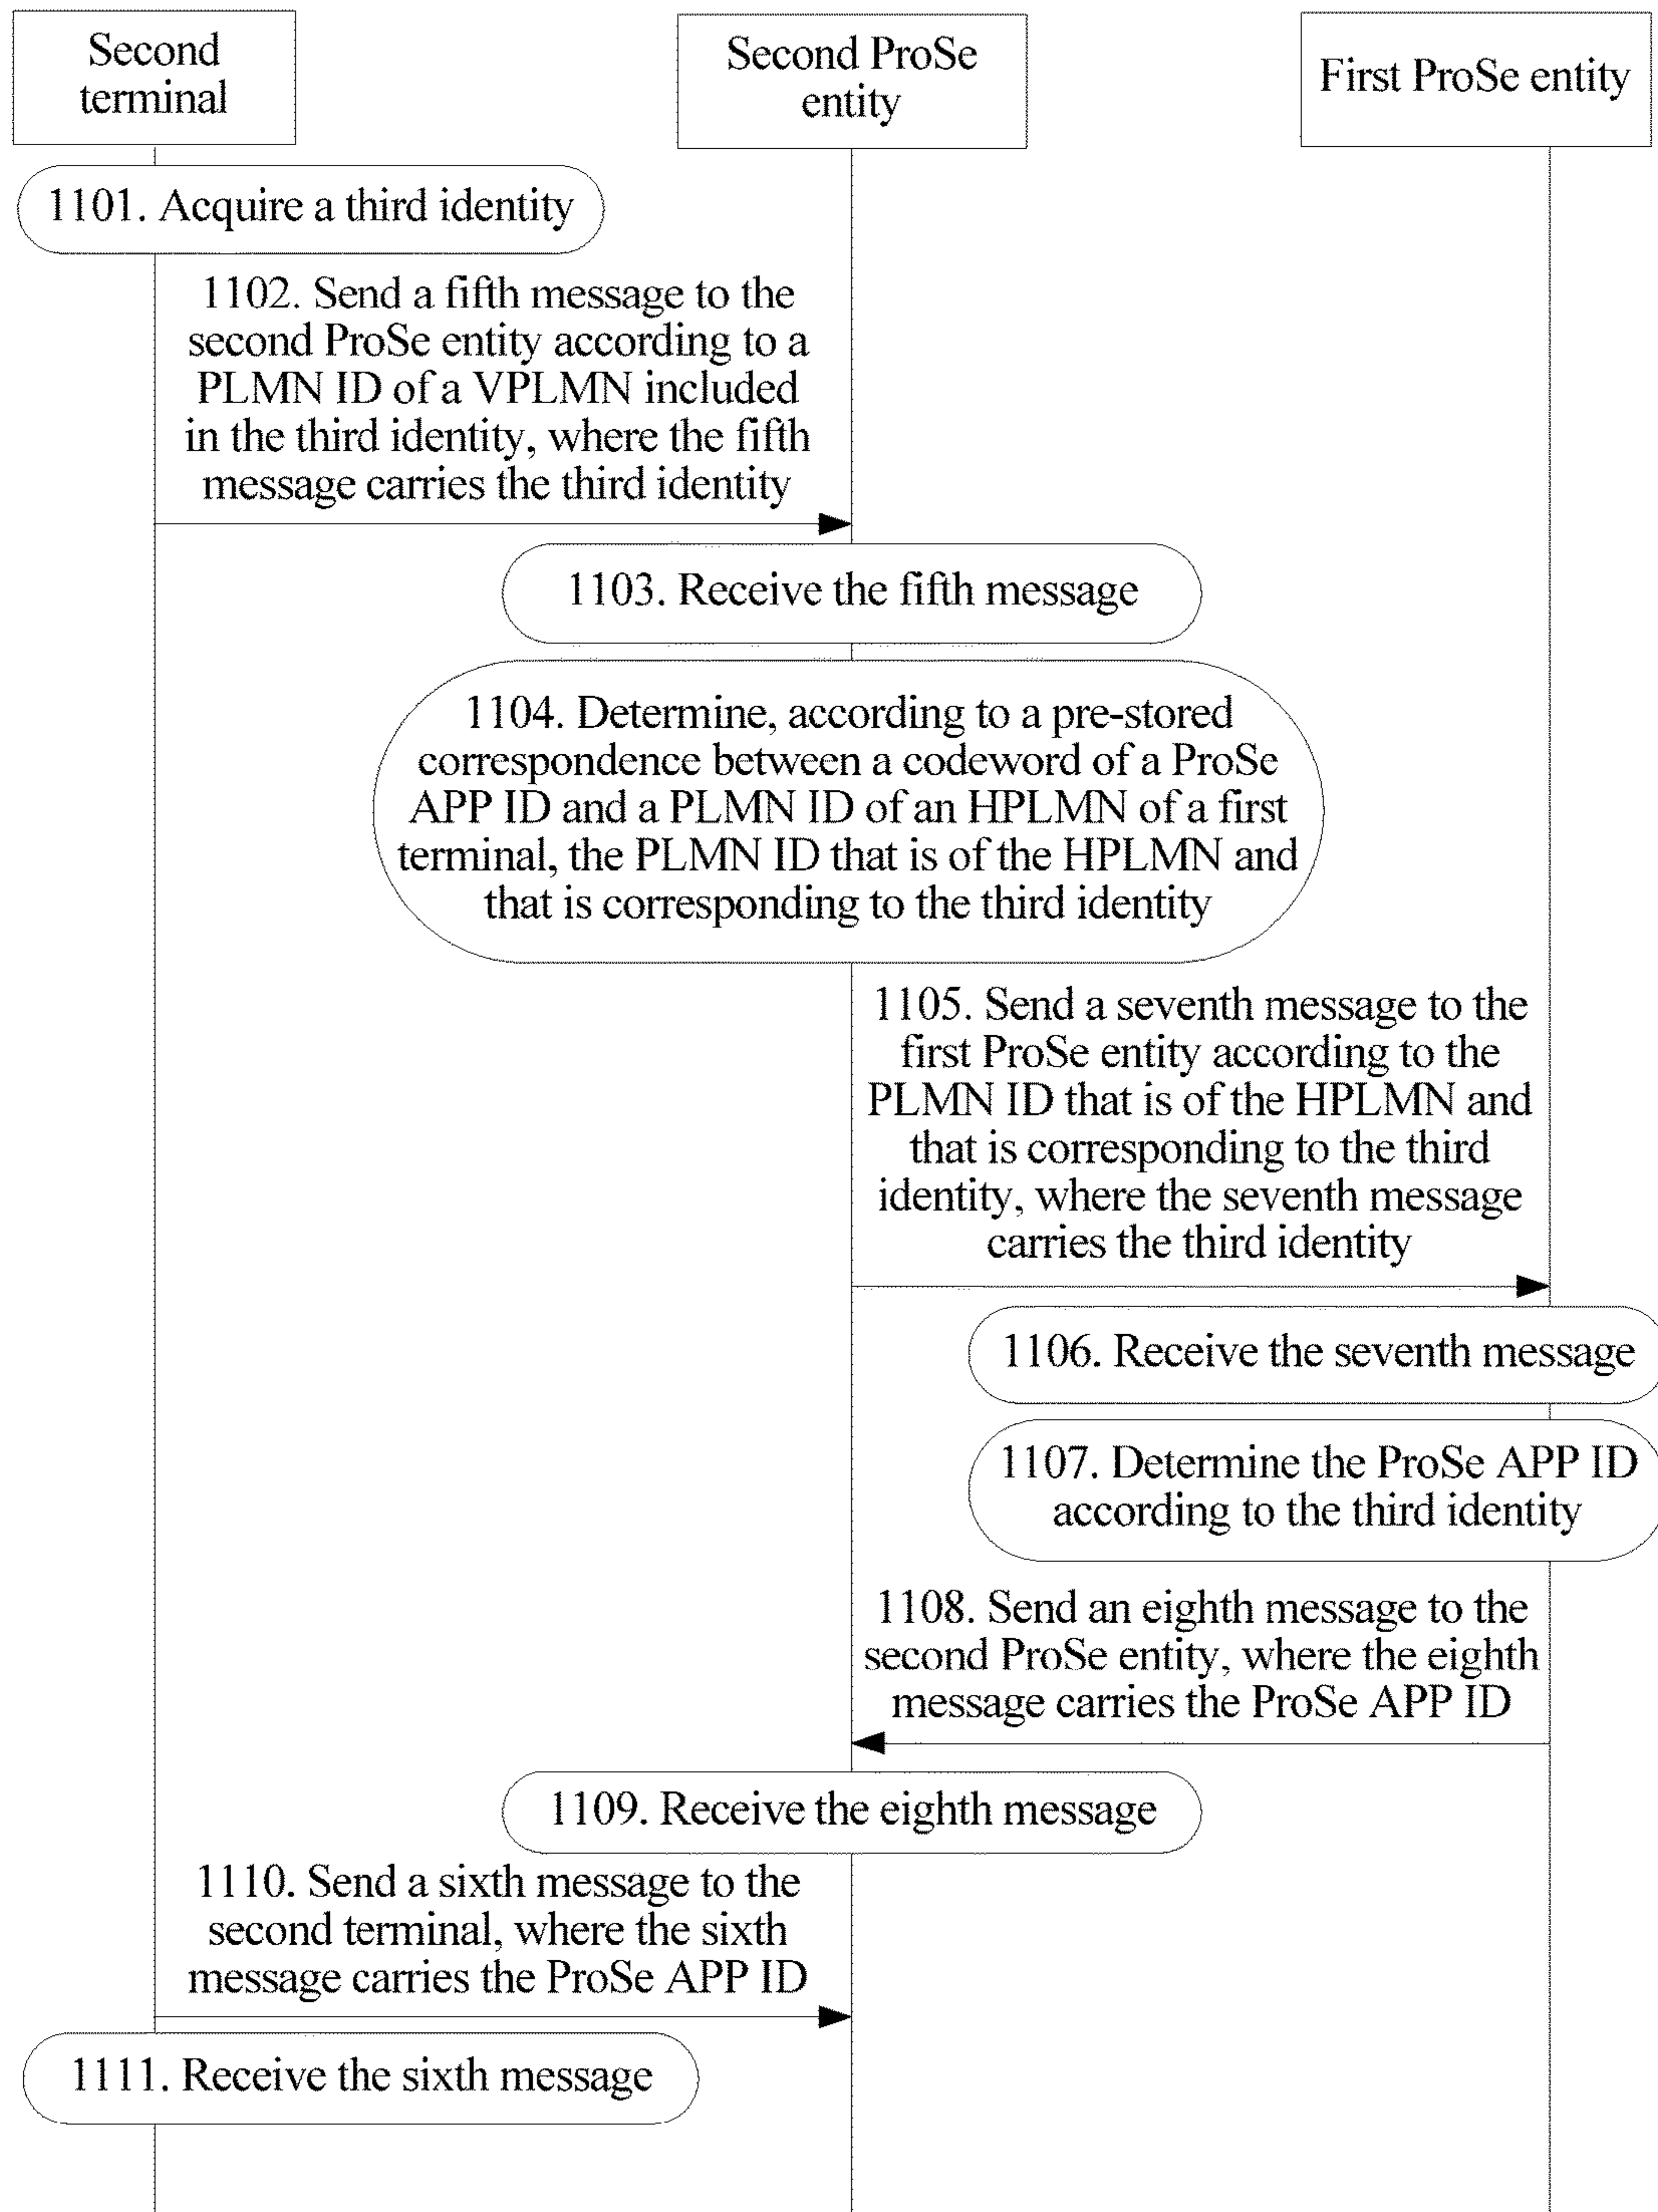 Second
terminal
Second ProSe
entity
First ProSe entity
1101. Acquire a third identity
1102. Send a fifth message to the
second ProSe entity according to a
PLMN ID of a VPLMN included
in the third identity, where the fifth
message carries the third identity
1103. Receive the fifth message
1104. Determine, according to a pre-stored
correspondence between a codeword of a ProSe
APP ID and a PLMN ID of an HPLMN of a first
terminal, the PLMN ID that is of the HPLMN and
that is corresponding to the third identity
1105. Send a seventh message to the
first ProSe entity according to the
PLMN ID that is of the HPLMN and
that is corresponding to the third
identity, where the seventh message
carries the third identity
1106. Receive the seventh message
1107. Determine the ProSe APP ID
according to the third identity
1108. Send an eighth message to the
second ProSe entity, where the eighth
message carries the ProSe APP ID
1109. Receive the eighth message
1110. Send a sixth message to the
second terminal, where the sixth
message carries the ProSe APP ID
1111. Receive the sixth message